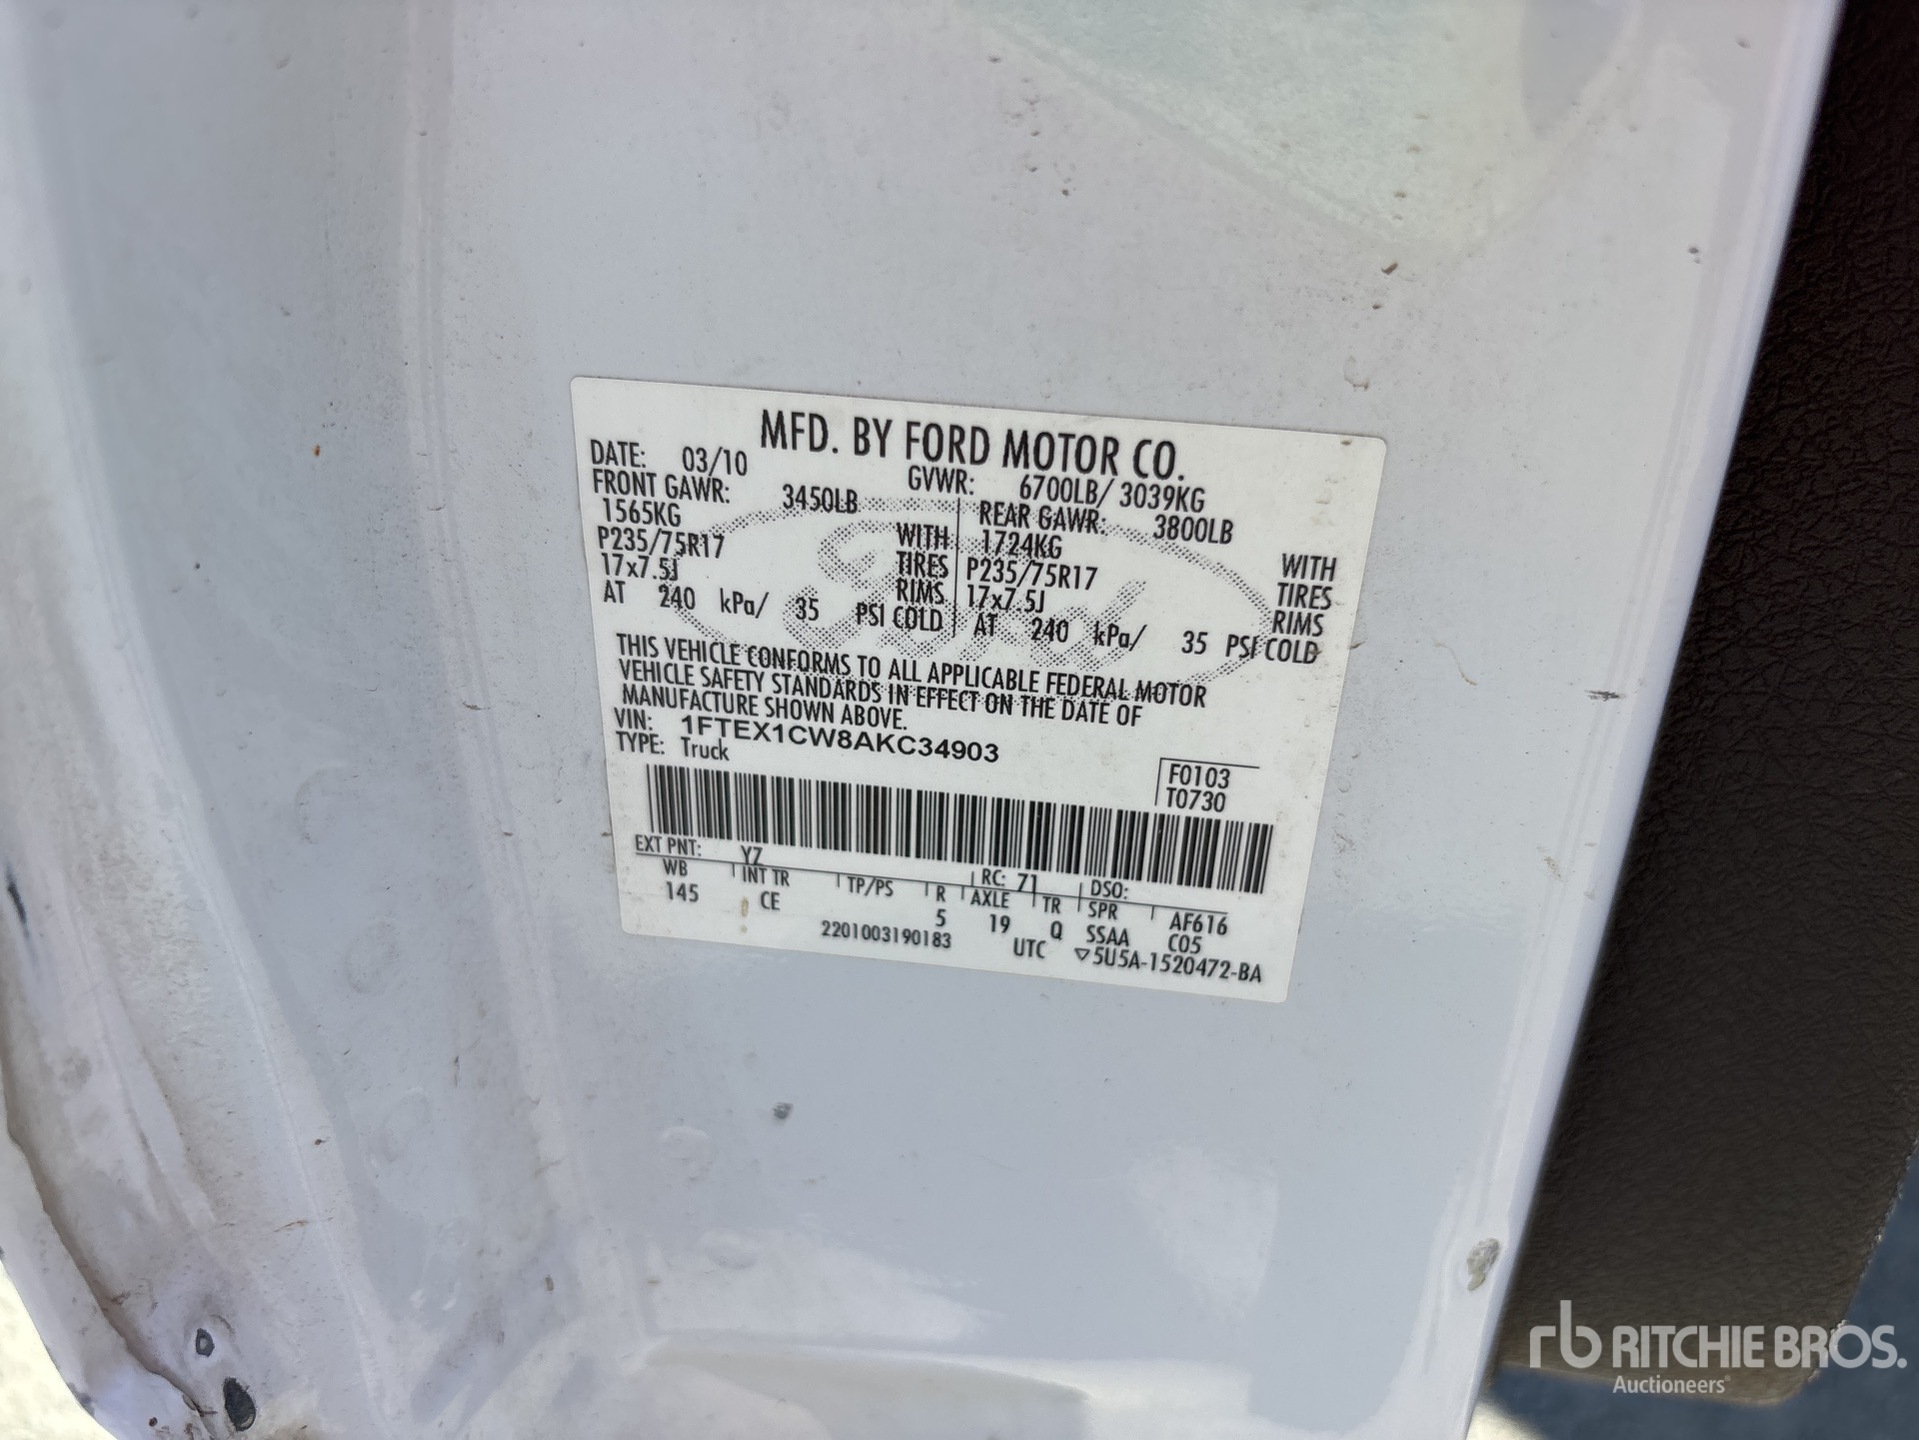 MFD. BY FORD MOTOR CO.
DATE: 03/10 GVWR: 6700LB/ 3039KG
FRONT GAWR: 3450LB REAR GAWR: 3800LB
1565KG WITH 1724KG WITH
P235/75R17 TIRES P235/75R17 TIRES
17x7.5J RIMS 17x7.5J RIMS
AT 240 kPa/ 35 PSI COLD AT 240 kPa/ 35 PSI COLD
THIS VEHICLE CONFORMS TO ALL APPLICABLE FEDERAL MOTOR
VEHICLE SAFETY STANDARDS IN EFFECT ON THE DATE OF
MANUFACTURE SHOWN ABOVE.
VIN: 1FTEX1CW8AKC34903
TYPE: Truck
F0103
T0730
EXT PNT: YZ RC: 71 DSO:
WB INT TR TP/PS R AXLE TR SPR AF616
145 CE 5 19 Q SSAA C05
2201003190183 UTC ▽5U5A-1520472-BA
Ford
rb RITCHIE BROS.
Auctioneers®